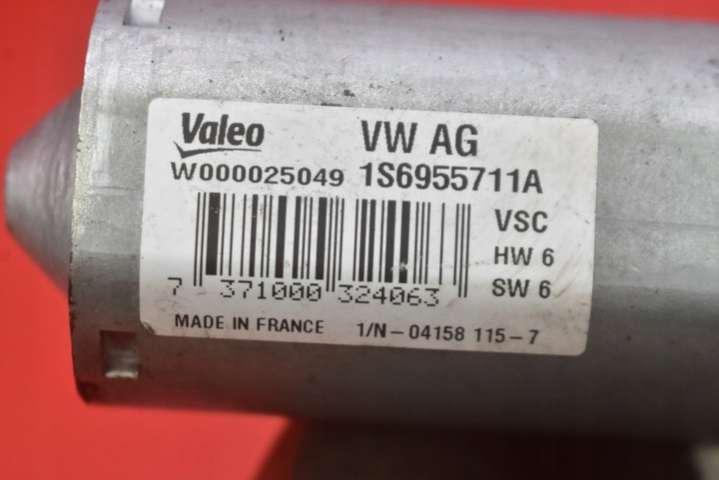 Valeo VW AG
W000025049 1S6955711A
VSC
HW 6
SW 6
7 371000 324063
MADE IN FRANCE 1/N-04158 115-7